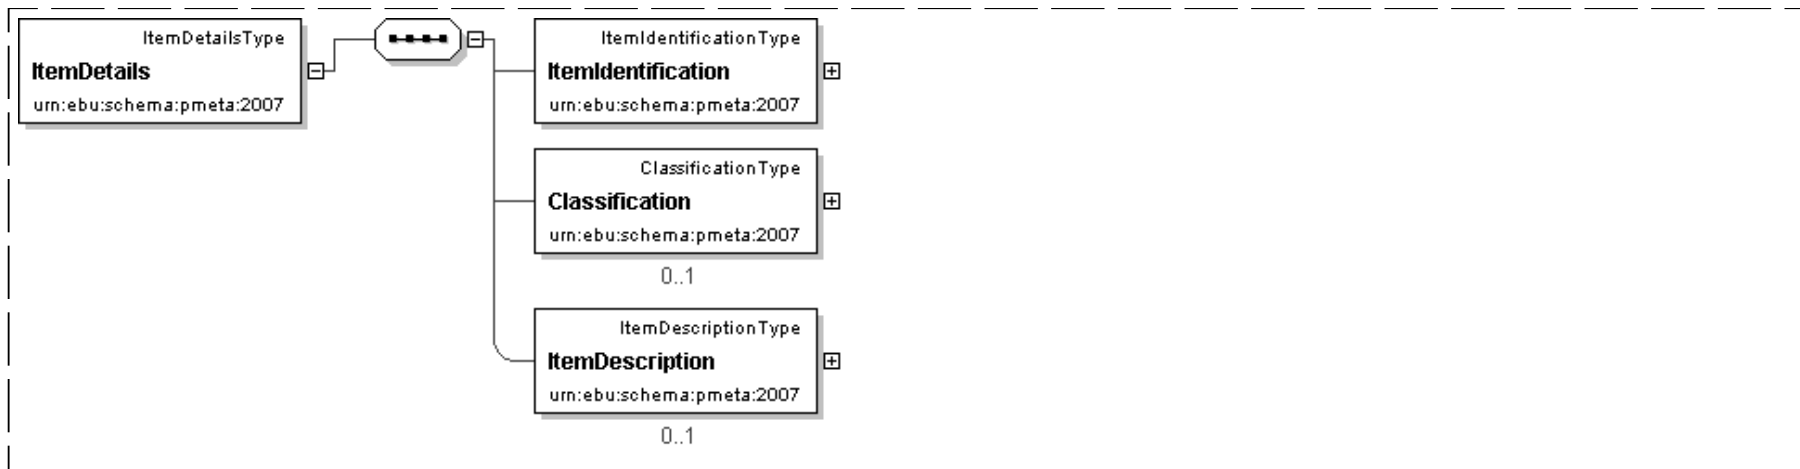 ItemDetailsType
ItemDetails
urn:ebu:schema:pmeta:2007
ItemIdentificationType
ItemIdentification
urn:ebu:schema:pmeta:2007
ClassificationType
Classification
urn:ebu:schema:pmeta:2007
0..1
ItemDescriptionType
ItemDescription
urn:ebu:schema:pmeta:2007
0..1